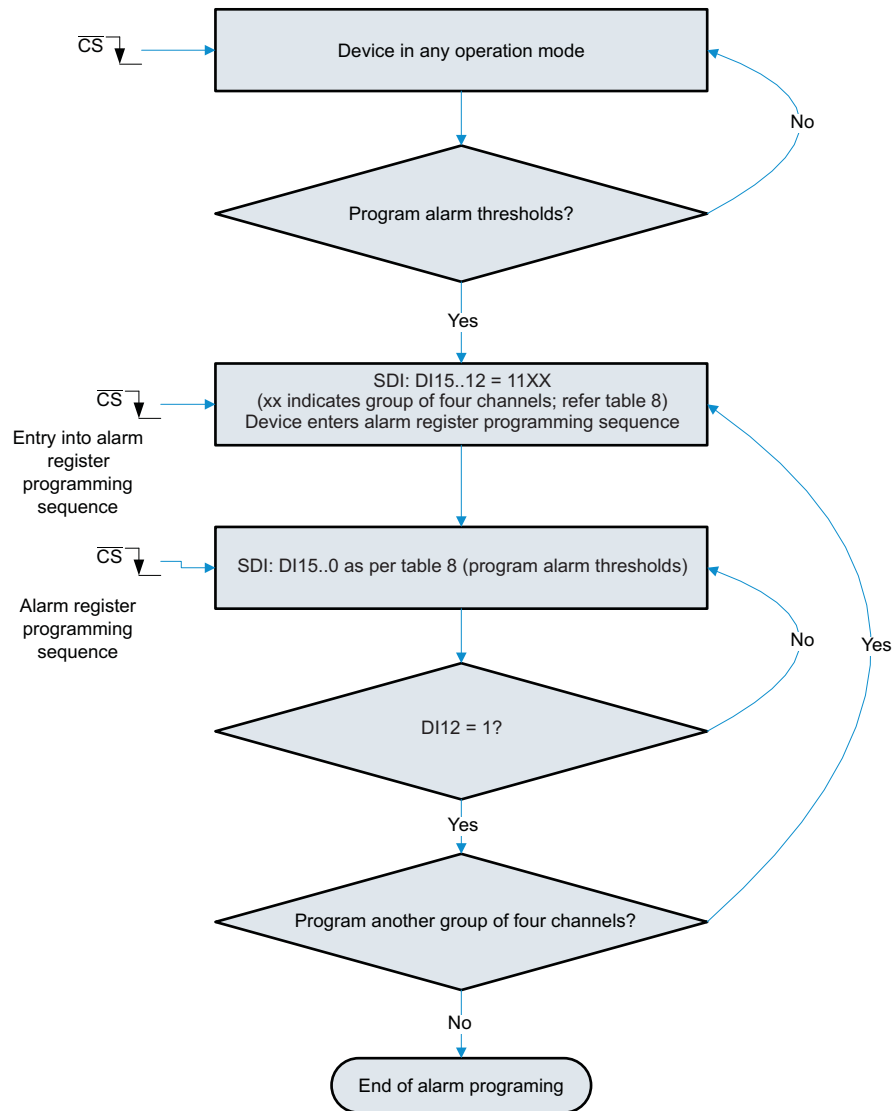 CS
Device in any operation mode
No
Program alarm thresholds?
Yes
CS
SDI: DI15..12 = 11XX
(xx indicates group of four channels; refer table 8)
Device enters alarm register programming sequence
Entry into alarm
register
programming
sequence
CS
SDI: DI15..0 as per table 8 (program alarm thresholds)
Alarm register
programming
sequence
No
Yes
DI12 = 1?
Yes
Program another group of four channels?
No
End of alarm programing